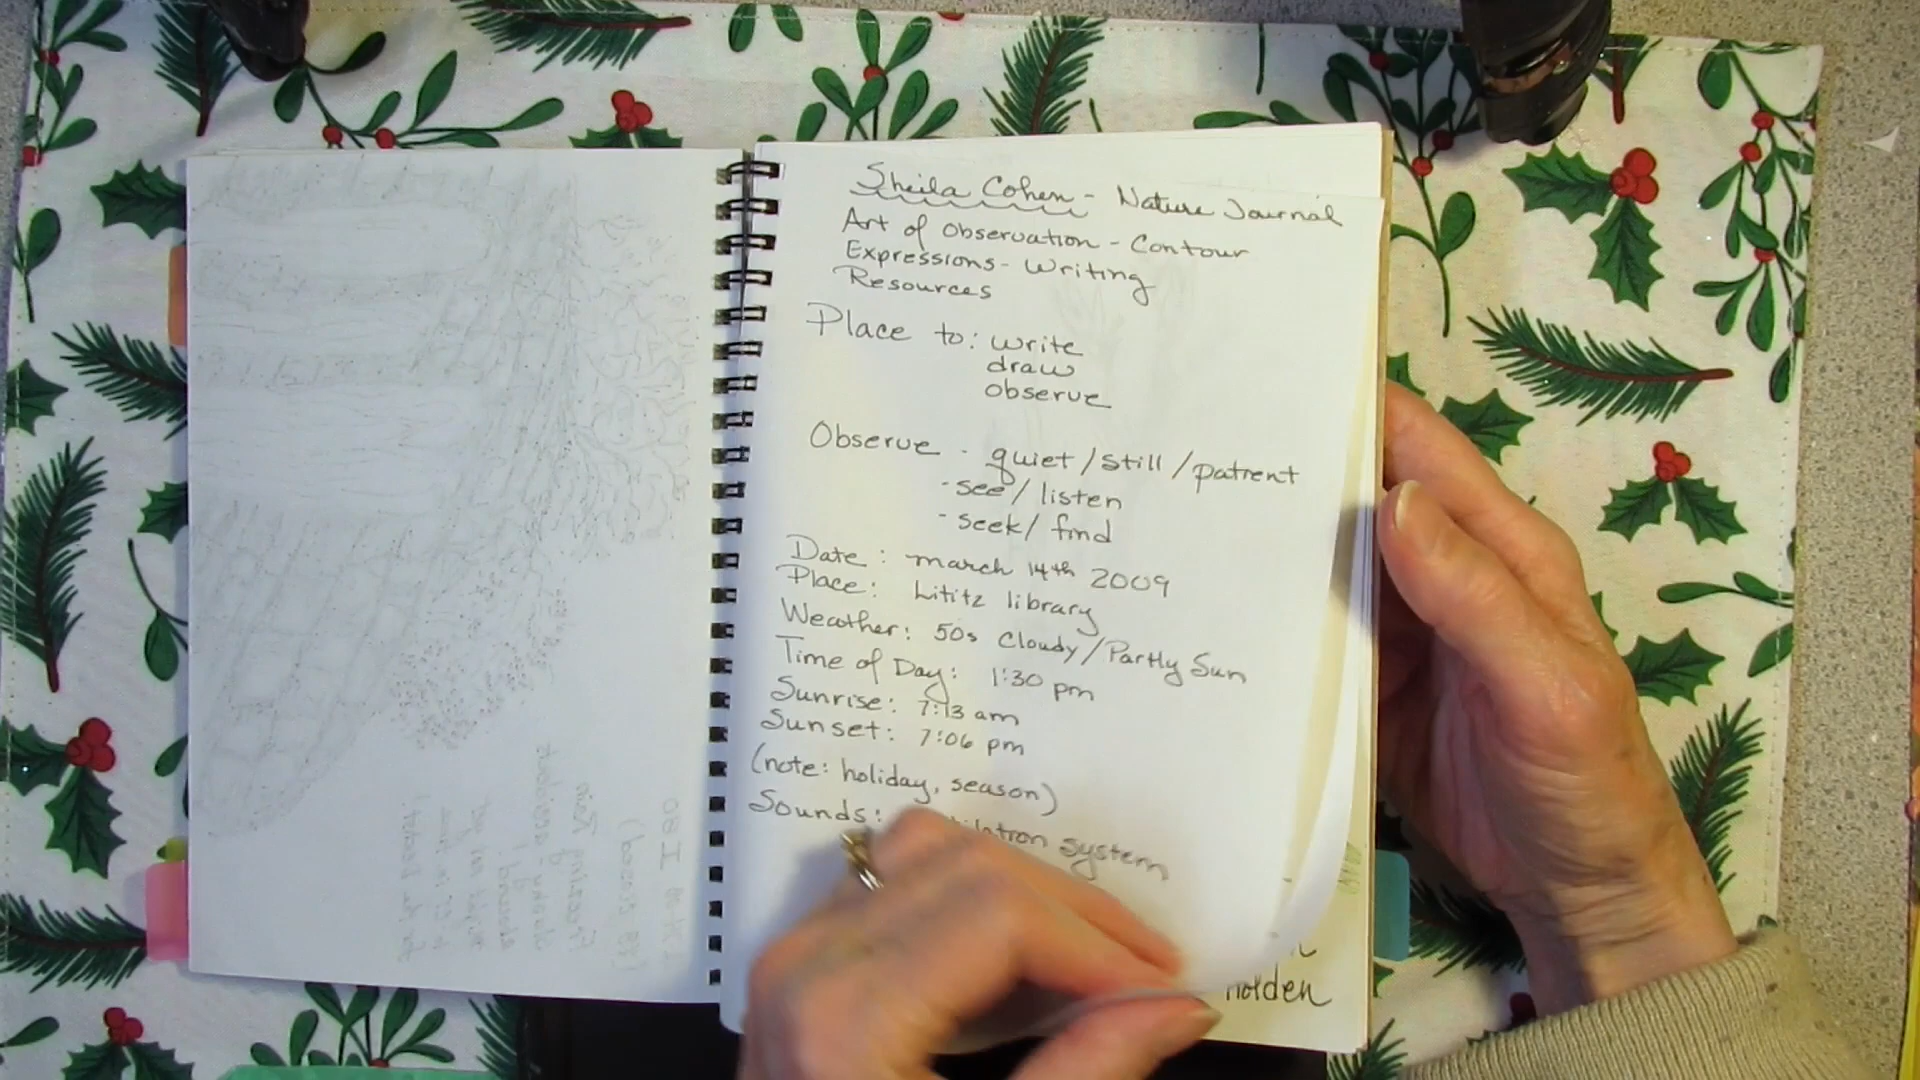 Sheila Cohen - Nature Journal
Art of Observation - Contour
Expressions - Writing
Resources
Place to: write
draw
observe
Observe - quiet / still / patient
- see / listen
- seek / find
Date: march 14th 2009
Place: Lititz library
Weather: 50s Cloudy / Partly Sun
Time of Day: 1:30 pm
Sunrise: 7:13 am
Sunset: 7:06 pm
(note: holiday, season)
Sounds: system
holden